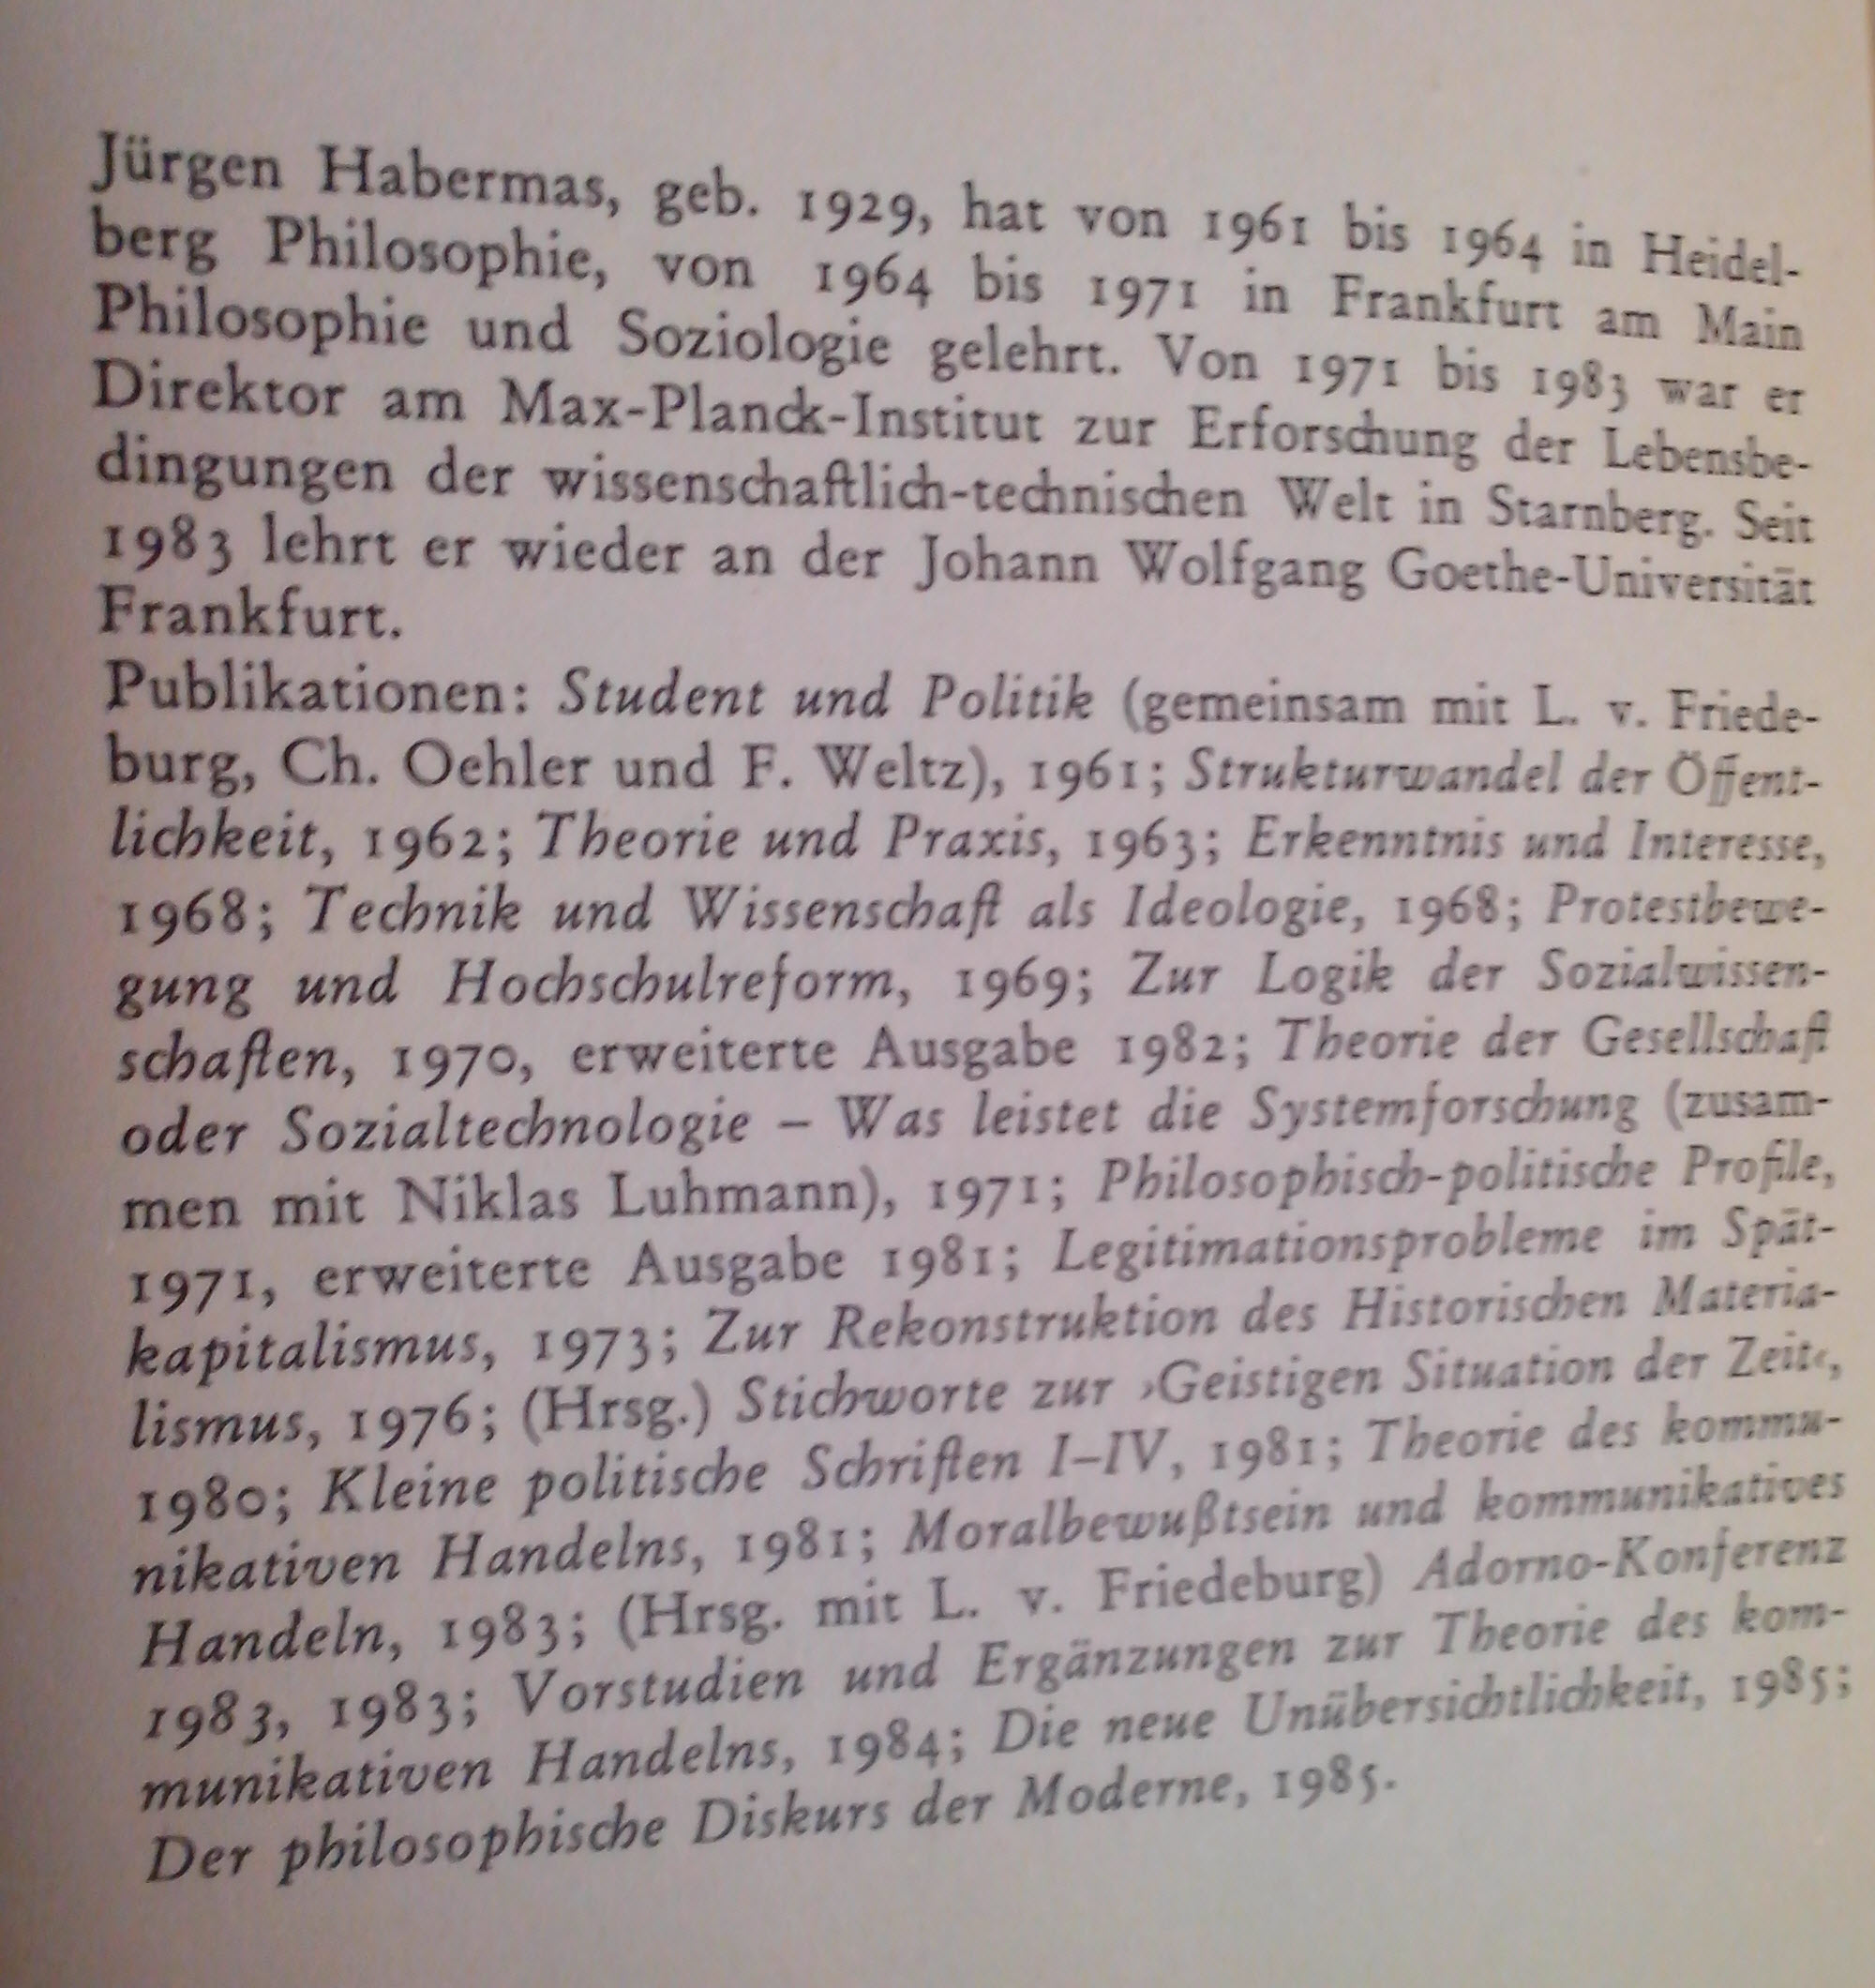 Jürgen Habermas, geb. 1929, hat von 1961 bis 1964 in Heidel-
berg Philosophie, von 1964 bis 1971 in Frankfurt am Main
Philosophie und Soziologie gelehrt. Von 1971 bis 1983 war er
Direktor am Max-Planck-Institut zur Erforschung der Lebensbe-
dingungen der wissenschaftlich-technischen Welt in Starnberg. Seit
1983 lehrt er wieder an der Johann Wolfgang Goethe-Universität
Frankfurt.
Publikationen: Student und Politik (gemeinsam mit L. v. Friede-
burg, Ch. Oehler und F. Weltz), 1961; Strukturwandel der Öffent-
lichkeit, 1962; Theorie und Praxis, 1963; Erkenntnis und Interesse,
1968; Technik und Wissenschaft als Ideologie, 1968; Protestbewe-
gung und Hochschulreform, 1969; Zur Logik der Sozialwissen-
schaften, 1970, erweiterte Ausgabe 1982; Theorie der Gesellschaft
oder Sozialtechnologie – Was leistet die Systemforschung (zusam-
men mit Niklas Luhmann), 1971; Philosophisch-politische Profile,
1971, erweiterte Ausgabe 1981; Legitimationsprobleme im Spät-
kapitalismus, 1973; Zur Rekonstruktion des Historischen Materia-
lismus, 1976; (Hrsg.) Stichworte zur ›Geistigen Situation der Zeit‹,
1980; Kleine politische Schriften I–IV, 1981; Theorie des kommu-
nikativen Handelns, 1981; Moralbewußtsein und kommunikatives
Handeln, 1983; (Hrsg. mit L. v. Friedeburg) Adorno-Konferenz
1983, 1983; Vorstudien und Ergänzungen zur Theorie des kom-
munikativen Handelns, 1984; Die neue Unübersichtlichkeit, 1985;
Der philosophische Diskurs der Moderne, 1985.